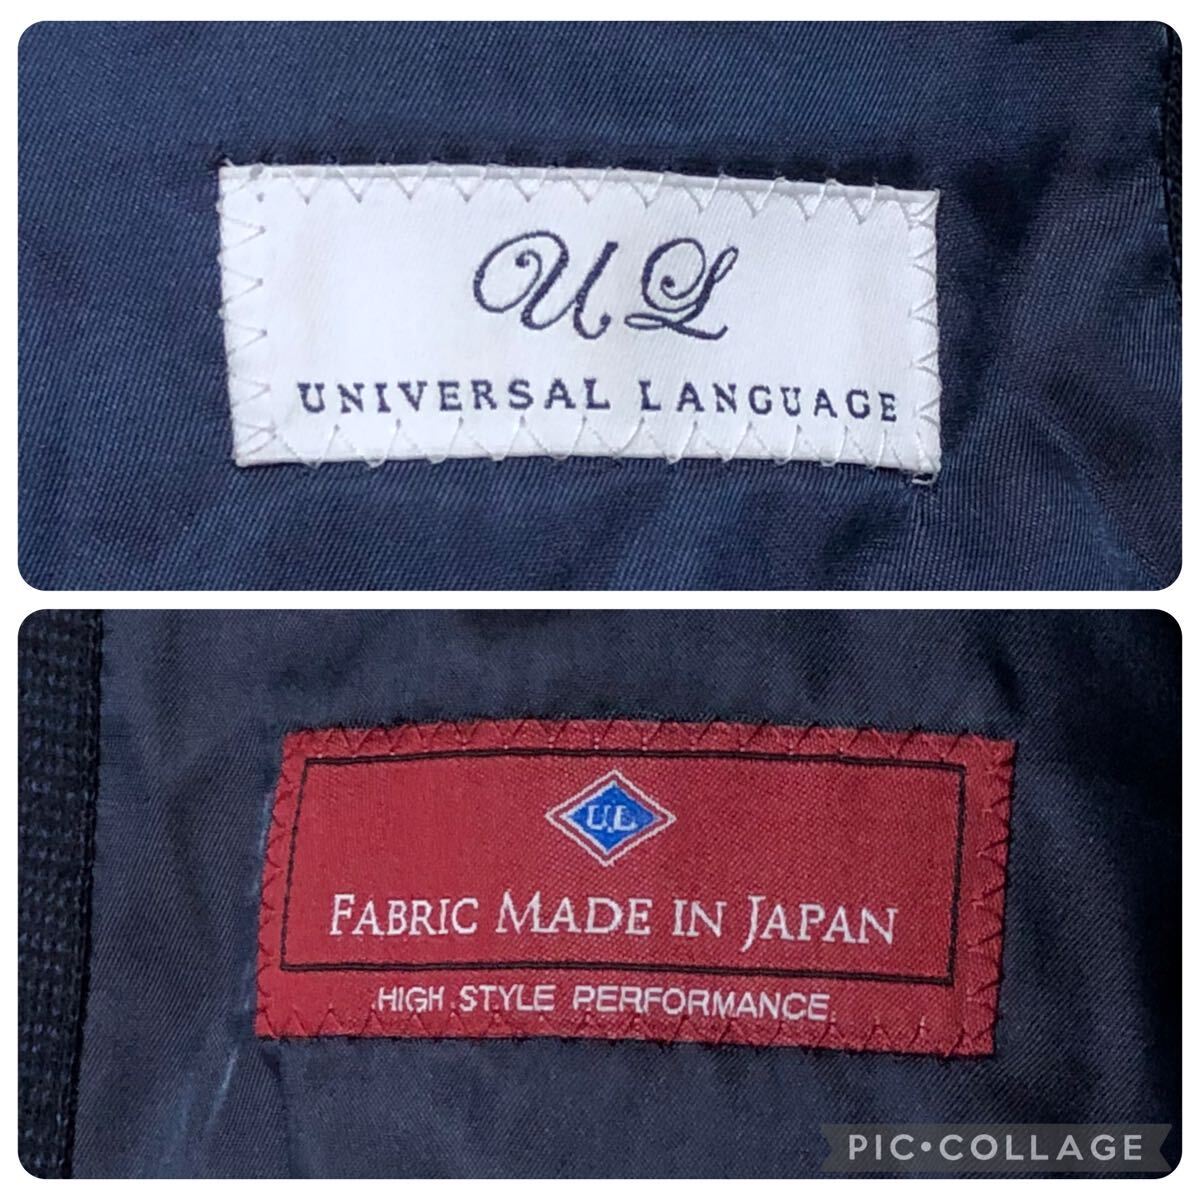 UL
UNIVERSAL LANGUAGE
U.L
FABRIC MADE IN JAPAN
HIGH STYLE PERFORMANCE
PIC•COLLAGE